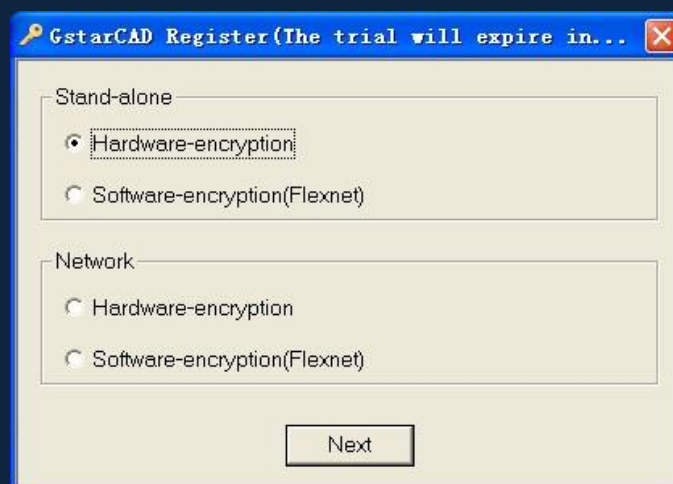 GstarCAD Register(The trial will expire in...
Stand-alone
Hardware-encryption
Software-encryption(Flexnet)
Network
Hardware-encryption
Software-encryption(Flexnet)
Next